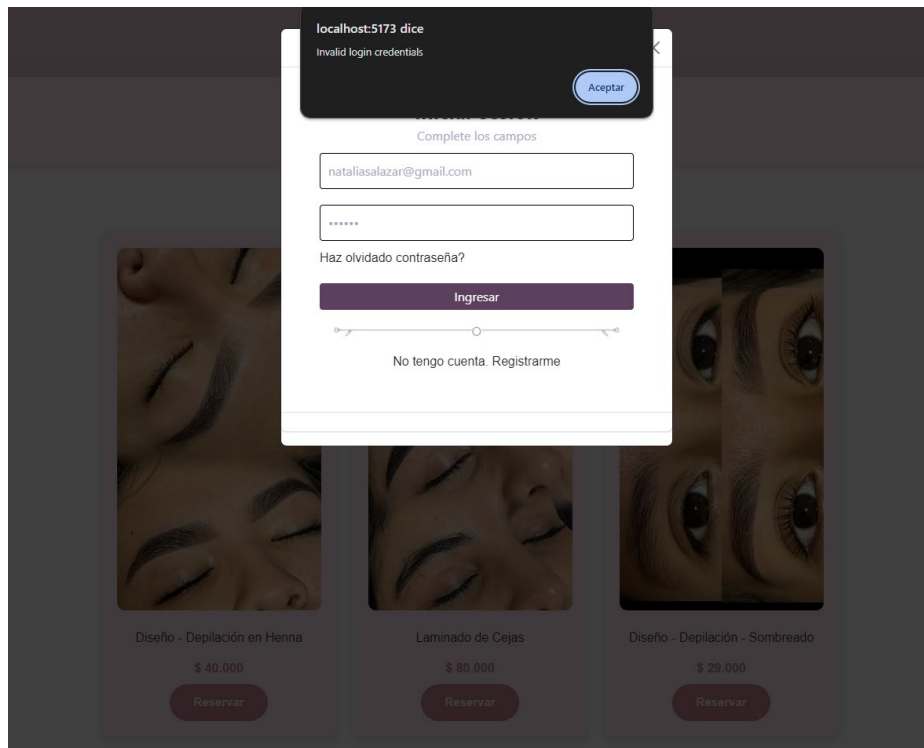 localhost:5173 dice
Invalid login credentials
Aceptar
Complete los campos
nataliasalazar@gmail.com
••••••
Haz olvidado contraseña?
Ingresar
No tengo cuenta. Registrarme
Diseño - Depilación en Henna
Laminado de Cejas
Diseño - Depilación - Sombreado
$ 40.000
$ 80.000
$ 29.000
Reservar
Reservar
Reservar